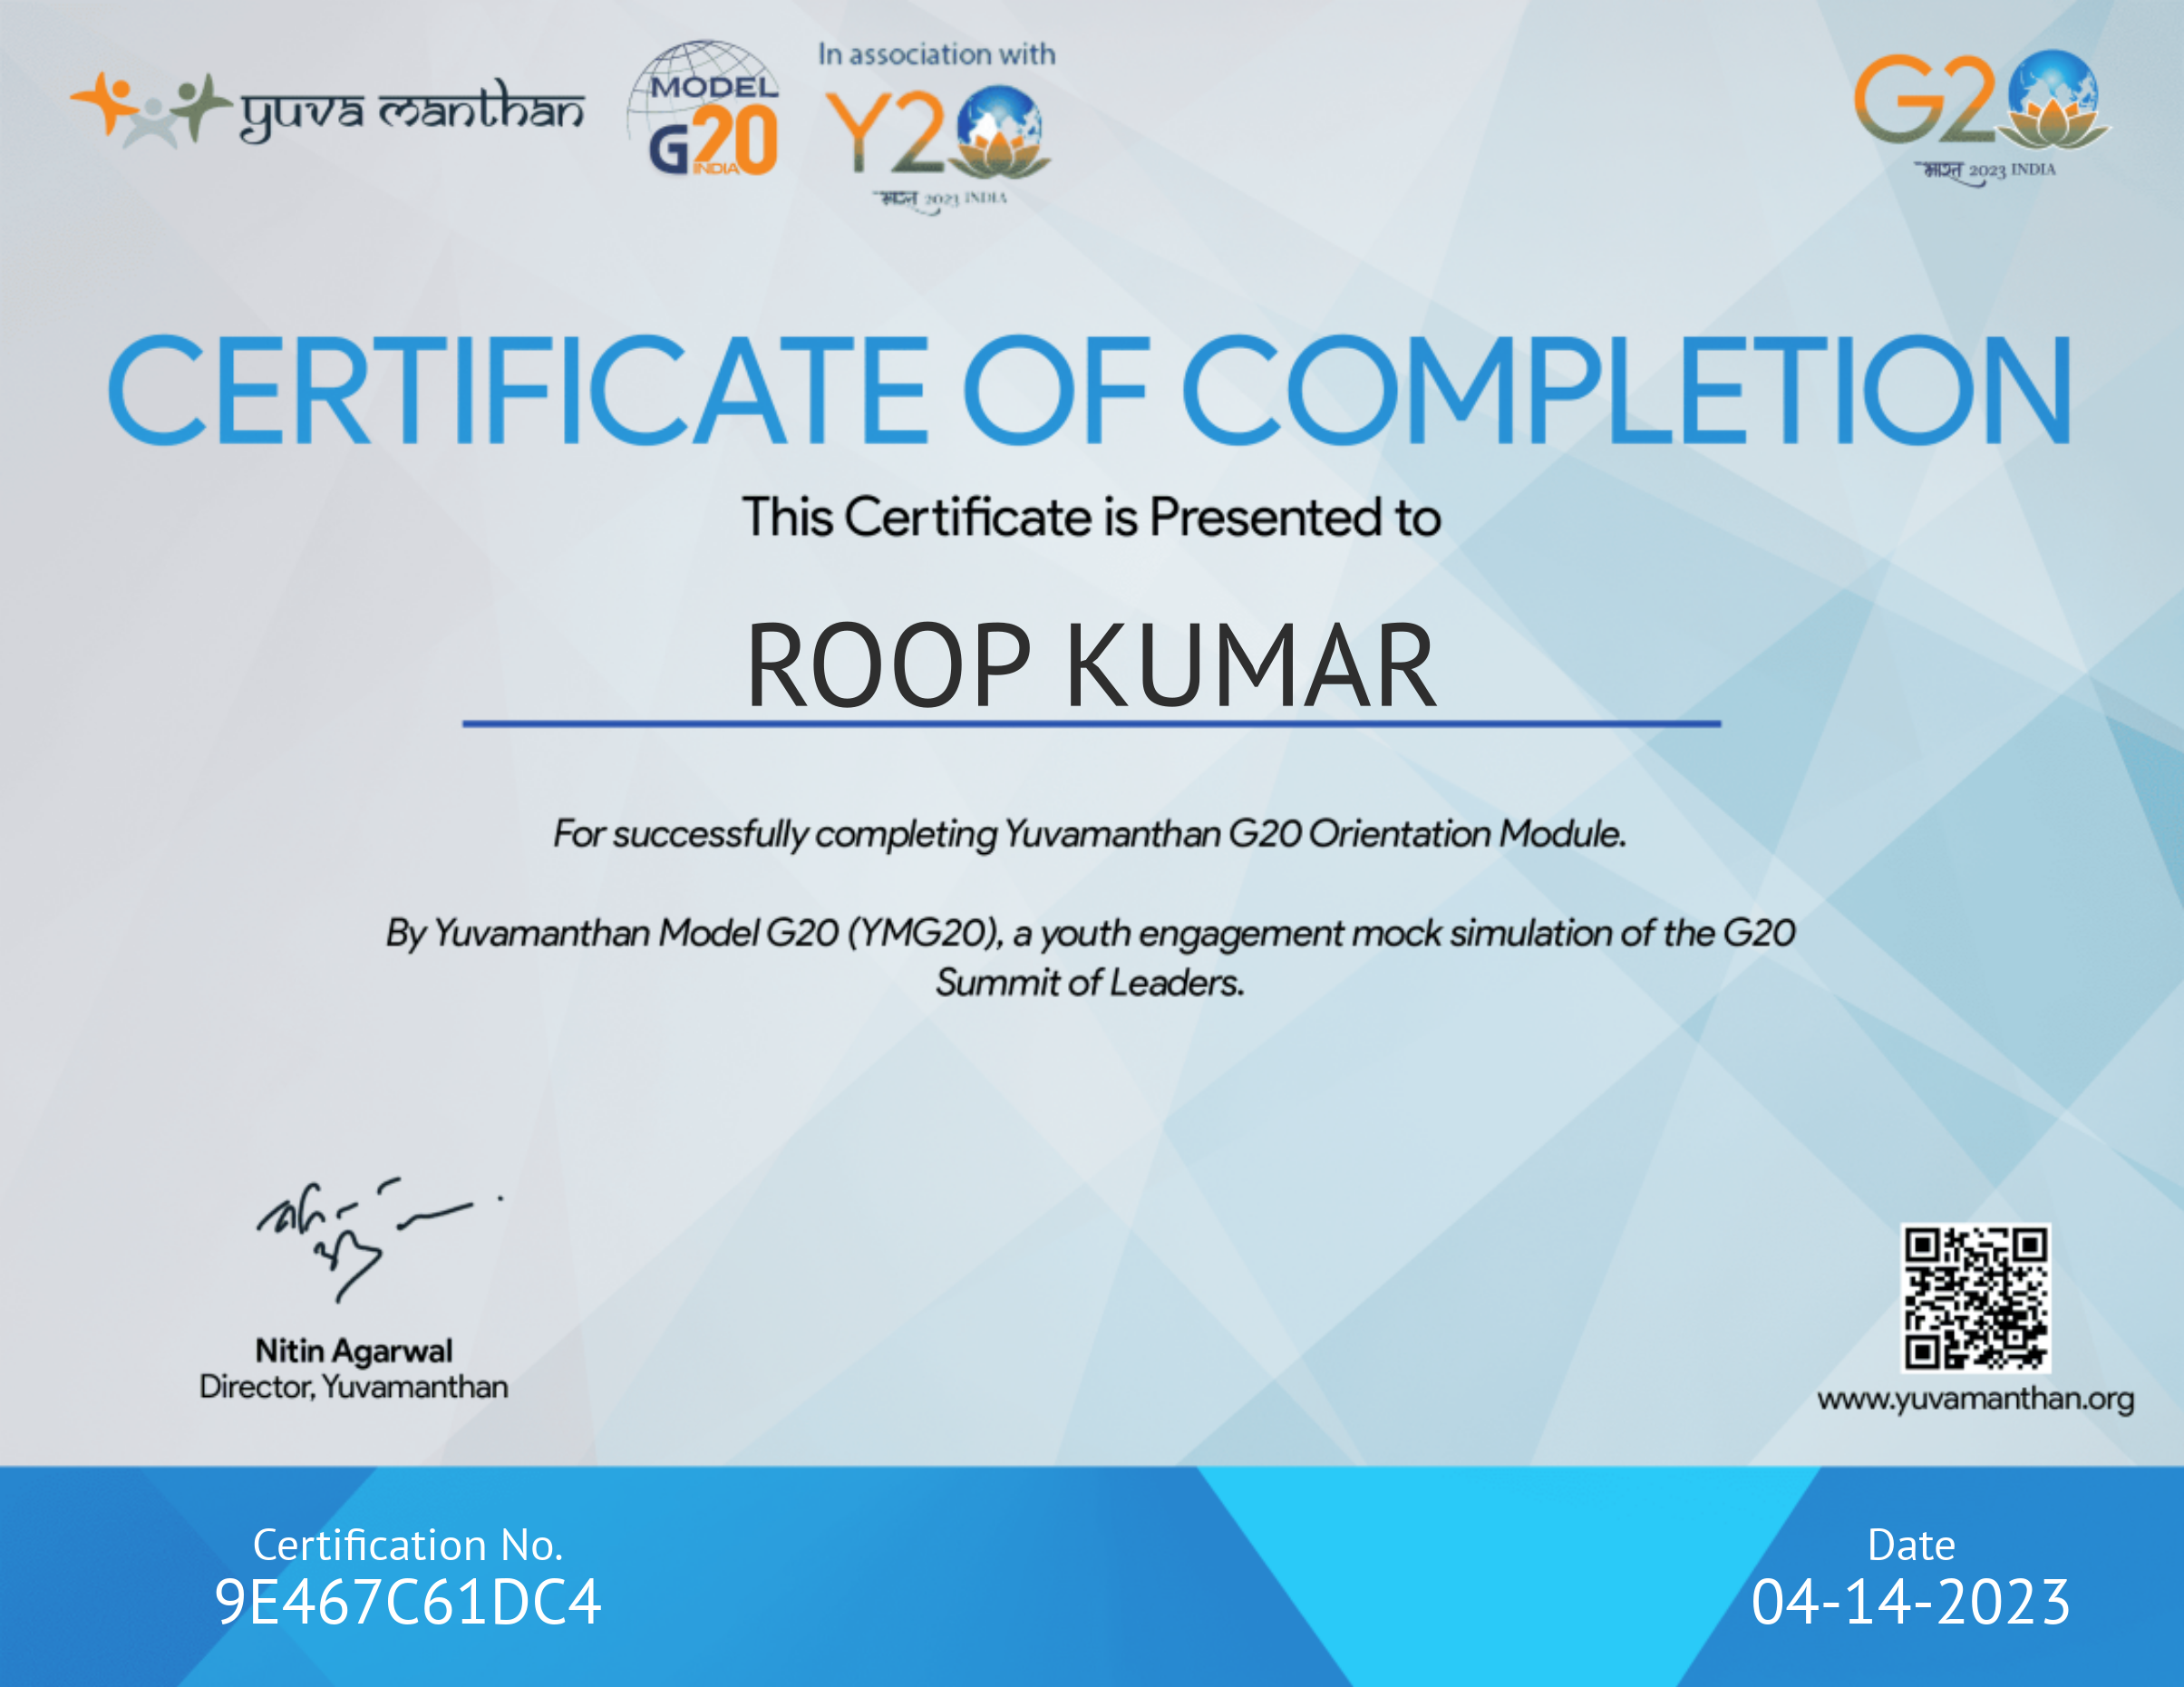 yuva manthan
MODEL
G20
INDIA
In association with
Y20
भारत 2023 INDIA
G20
भारत 2023 INDIA
CERTIFICATE OF COMPLETION
This Certificate is Presented to
ROOP KUMAR
For successfully completing Yuvamanthan G20 Orientation Module.
By Yuvamanthan Model G20 (YMG20), a youth engagement mock simulation of the G20
Summit of Leaders.
Nitin Agarwal
Director, Yuvamanthan
www.yuvamanthan.org
Certification No.
9E467C61DC4
Date
04-14-2023